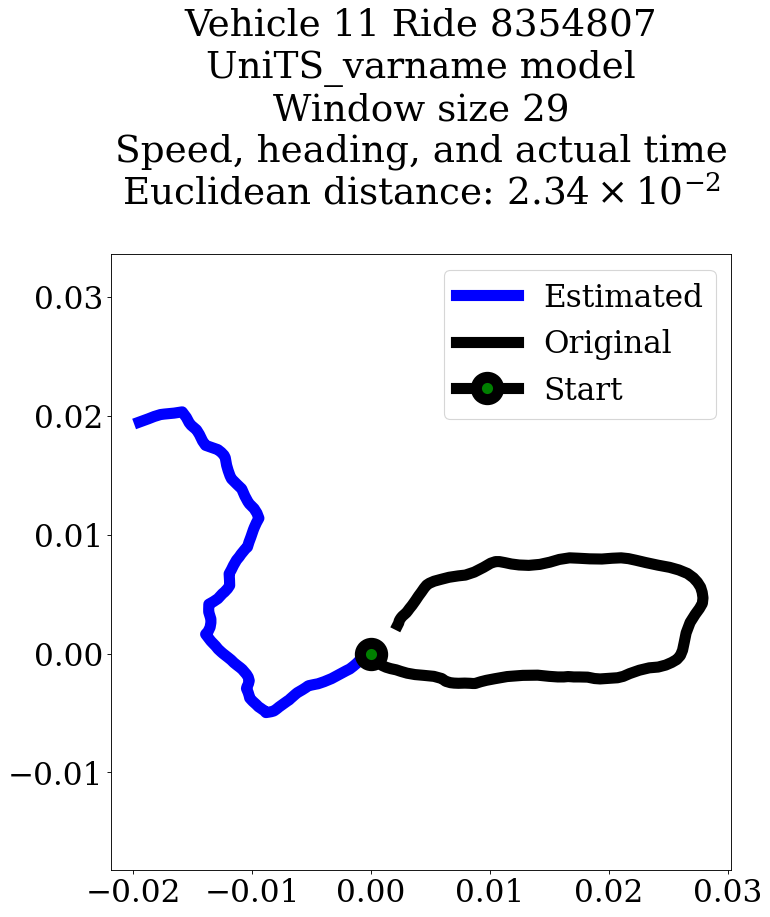 Vehicle 11 Ride 8354807
UniTS_varname model
Window size 29
Speed, heading, and actual time
Euclidean distance: 2.34 × 10⁻²
Estimated
Original
Start
0.03
0.02
0.01
0.00
−0.01
−0.02 −0.01 0.00 0.01 0.02 0.03